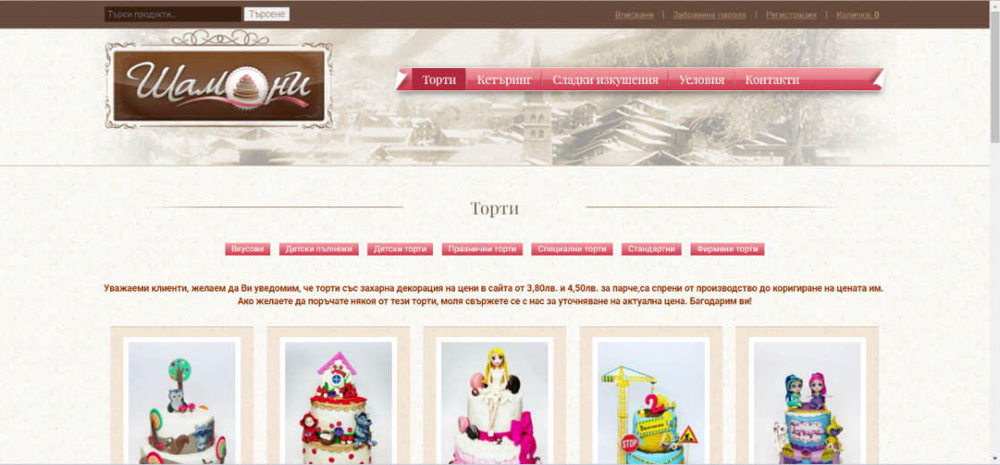 Търси продукти...
Търсене
Вписване | Забравена парола | Регистрация | Количка: 0
Шамони
Торти
Кетъринг
Сладки изкушения
Условия
Контакти
Торти
Вкусове
Детски пълнежи
Детски торти
Празнични торти
Специални торти
Стандартни
Фирмени торти
Уважаеми клиенти, желаем да Ви уведомим, че торти със захарна декорация на цени в сайта от 3,80лв. и 4,50лв. за парче,са спрени от производство до коригиране на цената им.
Ако желаете да поръчате някоя от тези торти, моля свържете се с нас за уточняване на актуална цена. Багодарим ви!
2
STOP
Тамара